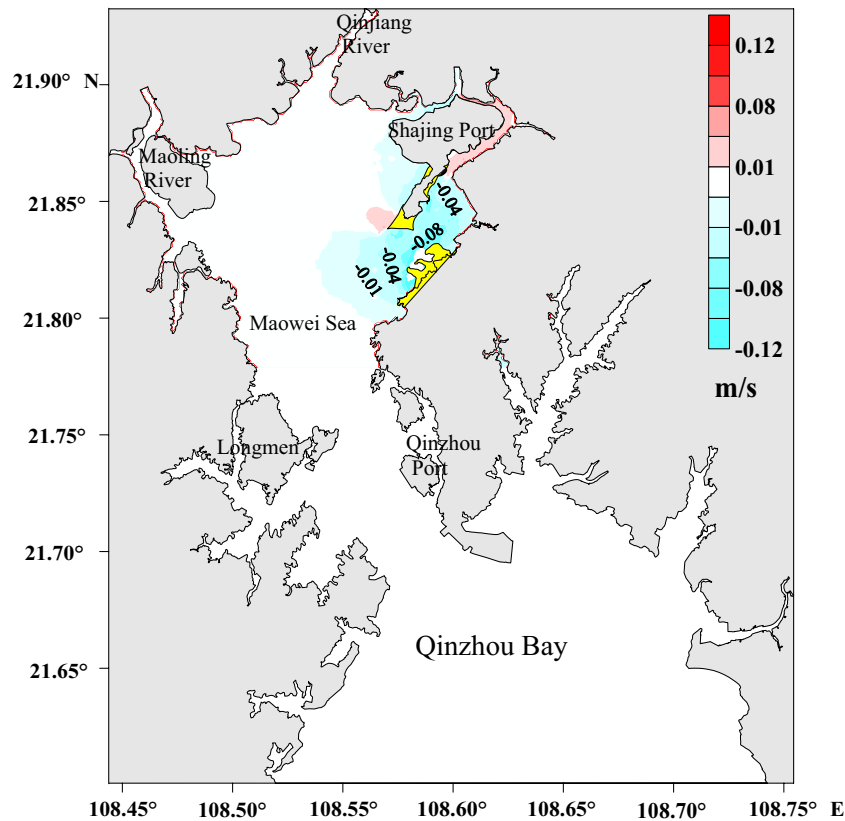 Qinjiang
River
21.90° N
Shajing Port
Maoling
River
21.85°
-0.04
-0.08
-0.04
-0.01
21.80°
Maowei Sea
0.12
0.08
0.01
-0.01
-0.08
-0.12
m/s
21.75°
Longmen
Qinzhou
Port
21.70°
Qinzhou Bay
21.65°
108.45° 108.50° 108.55° 108.60° 108.65° 108.70° 108.75° E